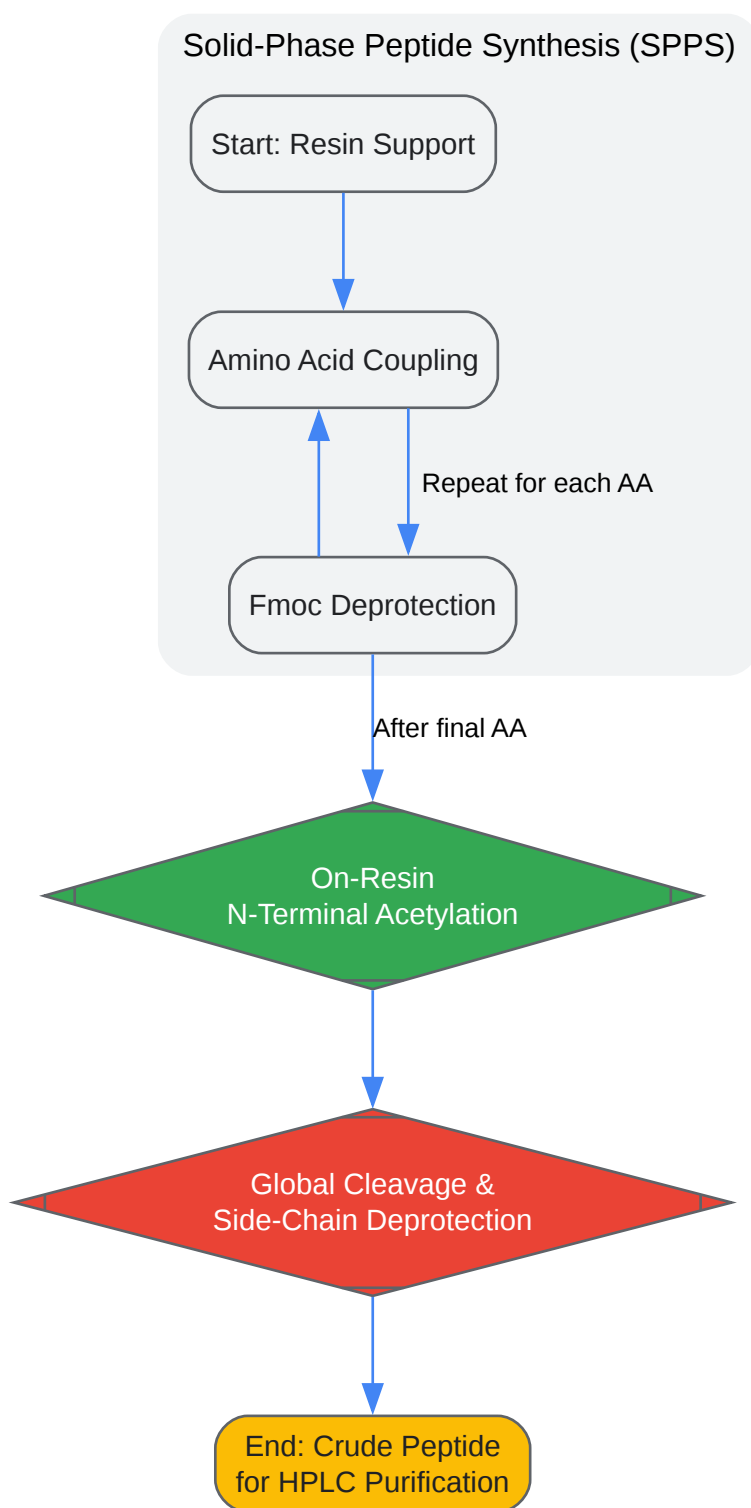 Solid-Phase Peptide Synthesis (SPPS)
Start: Resin Support
Amino Acid Coupling
Repeat for each AA
Fmoc Deprotection
After final AA
On-Resin
N-Terminal Acetylation
Global Cleavage &
Side-Chain Deprotection
End: Crude Peptide
for HPLC Purification